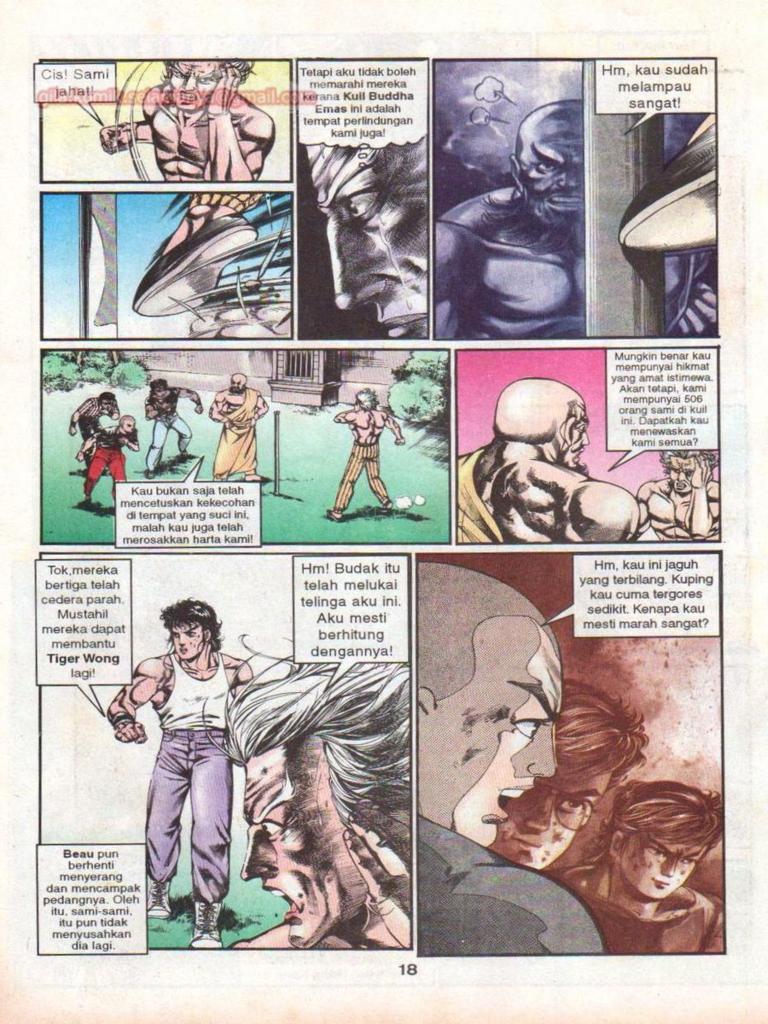 Cis! Sami
jahat!
Tetapi aku tidak boleh
memarahi mereka
kerana Kuil Buddha
Emas ini adalah
tempat perlindungan
kami juga!
Hm, kau sudah
melampau
sangat!
Kau bukan saja telah
mencetuskan kekecohan
di tempat yang suci ini,
malah kau juga telah
merosakkan harta kami!
Mungkin benar kau
mempunyai hikmat
yang amat istimewa.
Akan tetapi, kami
mempunyai 506
orang sami di kuil
ini. Dapatkah kau
menewaskan
kami semua?
Tok,mereka
bertiga telah
cedera parah.
Mustahil
mereka dapat
membantu
Tiger Wong
lagi!
Hm! Budak itu
telah melukai
telinga aku ini.
Aku mesti
berhitung
dengannya!
Beau pun
berhenti
menyerang
dan mencampak
pedangnya. Oleh
itu, sami-sami,
itu pun tidak
menyusahkan
dia lagi.
Hm, kau ini jaguh
yang terbilang. Kuping
kau cuma tergores
sedikit. Kenapa kau
mesti marah sangat?
18